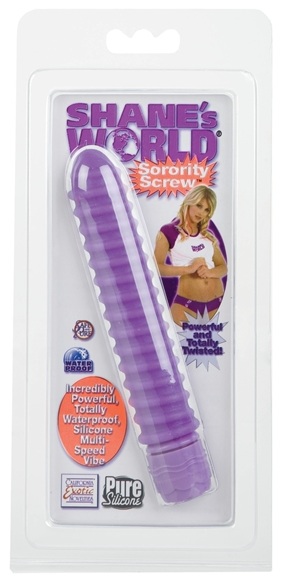 SHANE'S
WORLD®
Sorority
Screw™
Powerful
and
Totally
Twisted!
WATER
PROOF
Incredibly
Powerful,
Totally
Waterproof,
Silicone
Multi-
Speed
Vibe
CALIFORNIA
Exotic
NOVELTIES
Pure
Silicone